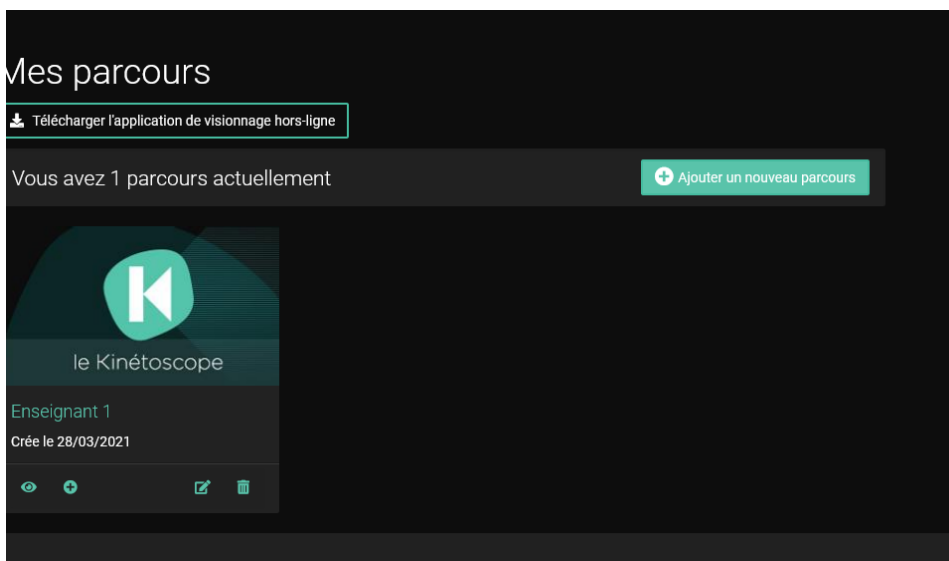 Mes parcours
Télécharger l'application de visionnage hors-ligne
Vous avez 1 parcours actuellement
Ajouter un nouveau parcours
K
le Kinétoscope
Enseignant 1
Crée le 28/03/2021